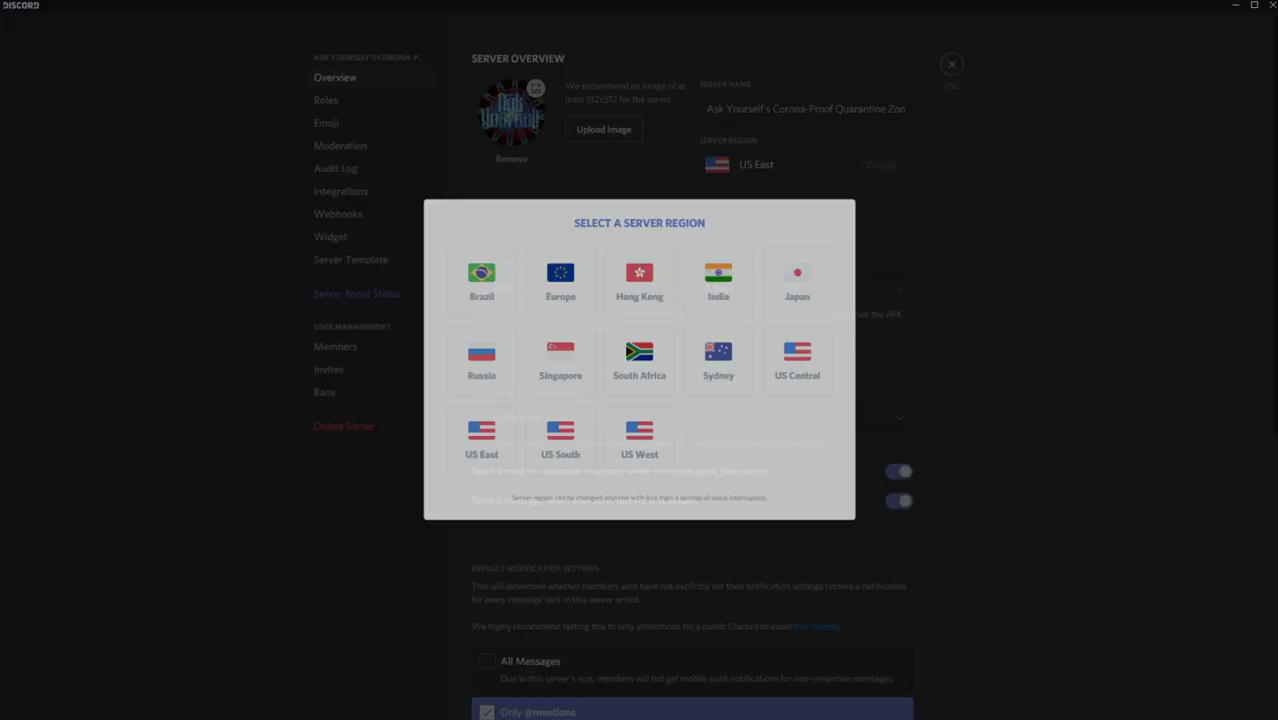 DISCORD
ASK YOURSELF'S CORONA-P...
Overview
Roles
Emoji
Moderation
Audit Log
Integrations
Webhooks
Widget
Server Template
Server Boost Status
USER MANAGEMENT
Members
Invites
Bans
Delete Server
SERVER OVERVIEW
Ask Yourself
We recommend an image of at
least 512x512 for the server.
Upload Image
Remove
SERVER NAME
Ask Yourself's Corona-Proof Quarantine Zon
SERVER REGION
US East
Change
ESC
SELECT A SERVER REGION
Brazil
Europe
Hong Kong
India
Japan
Russia
Singapore
South Africa
Sydney
US Central
US East
US South
US West
Server region can be changed anytime with less than a second of voice interruption.
than the AFK
DEFAULT NOTIFICATION SETTINGS
This will determine whether members who have not explicitly set their notification settings receive a notification
for every message sent in this server or not.
We highly recommend setting this to only @mentions for a public Discord to avoid this insanity.
All Messages
Due to this server's size, members will not get mobile push notifications for non-@mention messages.
Only @mentions